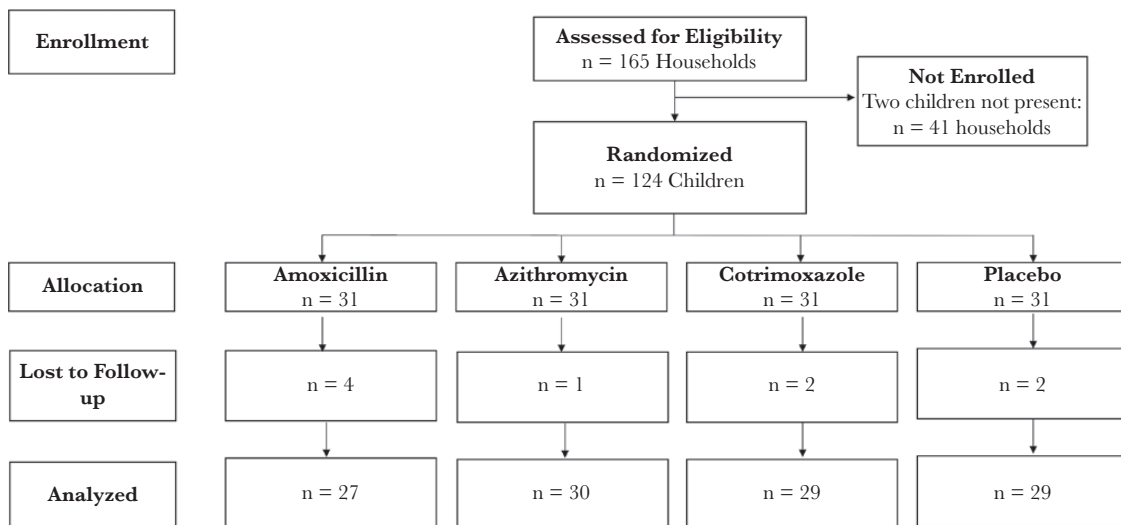 Enrollment
Assessed for Eligibility
n = 165 Households
Not Enrolled
Two children not present:
n = 41 households
Randomized
n = 124 Children
Allocation
Amoxicillin
n = 31
Azithromycin
n = 31
Cotrimoxazole
n = 31
Placebo
n = 31
Lost to Follow-
up
n = 4
n = 1
n = 2
n = 2
Analyzed
n = 27
n = 30
n = 29
n = 29